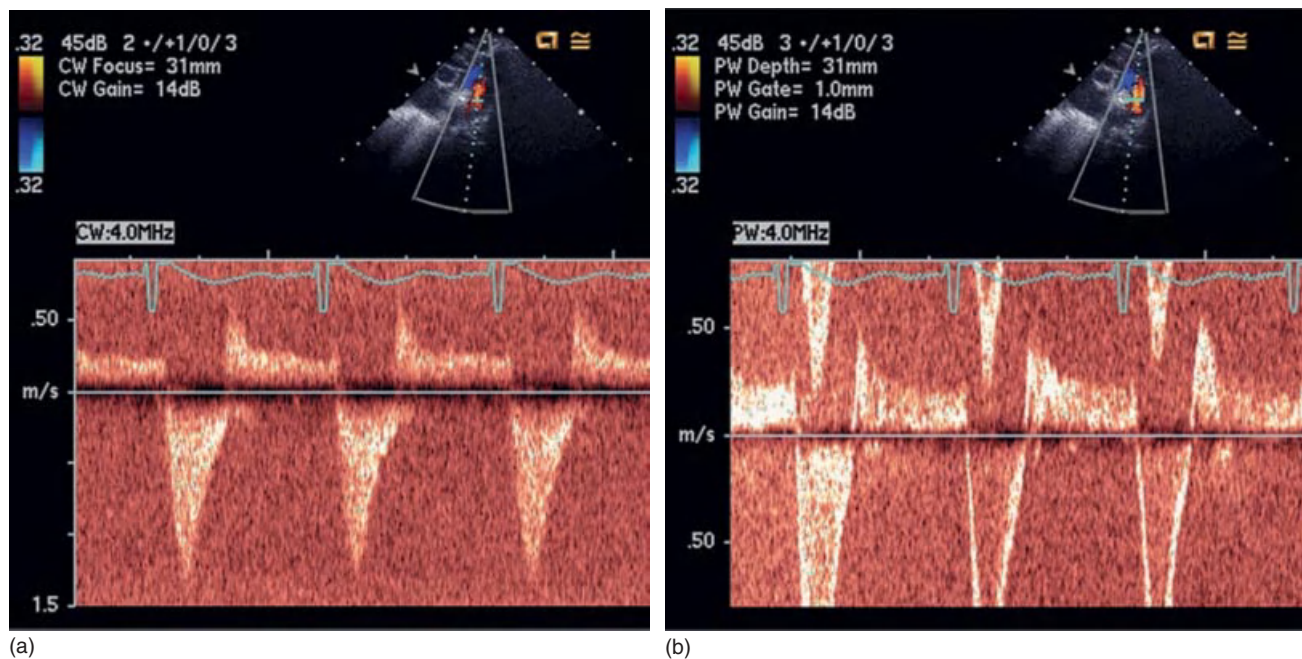 .32
45dB 2 •/+1/0/3
CW Focus= 31mm
CW Gain= 14dB
.32
CW:4.0MHz
.50
m/s
1.5
(a)
.32
45dB 3 •/+1/0/3
PW Depth= 31mm
PW Gate= 1.0mm
PW Gain= 14dB
.32
PW:4.0MHz
.50
m/s
.50
(b)